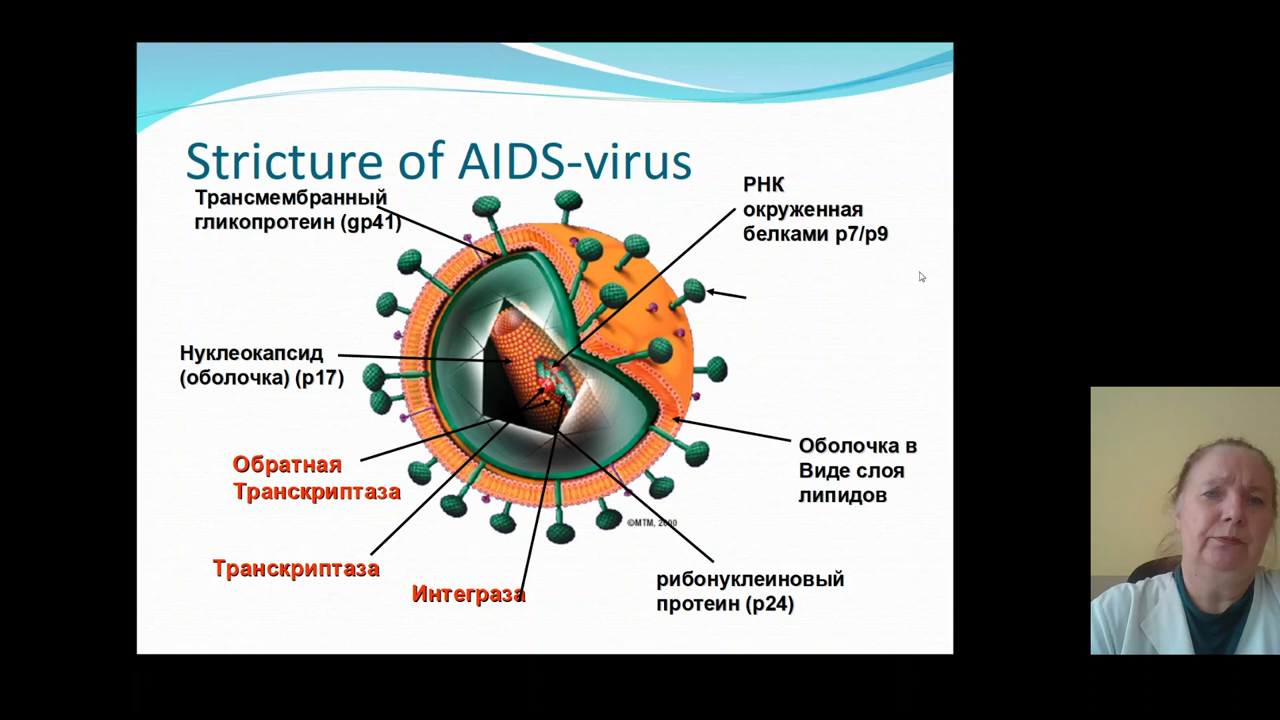 Stricture of AIDS-virus
Трансмембранный
гликопротеин (gp41)
РНК
окруженная
белками p7/p9
Нуклеокапсид
(оболочка) (p17)
Обратная
Транскриптаза
Оболочка в
Виде слоя
липидов
©MTM, 2000
Транскриптаза
Интеграза
рибонуклеиновый
протеин (p24)